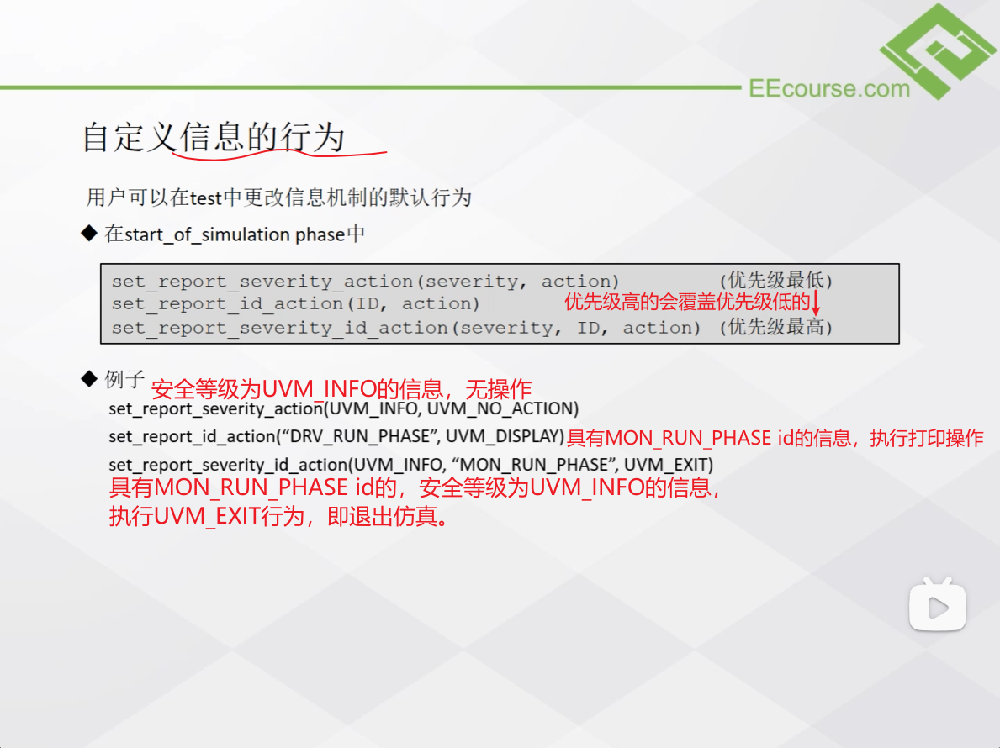 EEcourse.com
自定义信息的行为
用户可以在test中更改信息机制的默认行为
◆ 在start_of_simulation phase中
set_report_severity_action(severity, action) (优先级最低)
set_report_id_action(ID, action) 优先级高的会覆盖优先级低的
set_report_severity_id_action(severity, ID, action) (优先级最高)
◆ 例子 安全等级为UVM_INFO的信息，无操作
set_report_severity_action(UVM_INFO, UVM_NO_ACTION)
set_report_id_action(“DRV_RUN_PHASE”, UVM_DISPLAY) 具有MON_RUN_PHASE id的信息，执行打印操作
set_report_severity_id_action(UVM_INFO, “MON_RUN_PHASE”, UVM_EXIT)
具有MON_RUN_PHASE id的，安全等级为UVM_INFO的信息，
执行UVM_EXIT行为，即退出仿真。